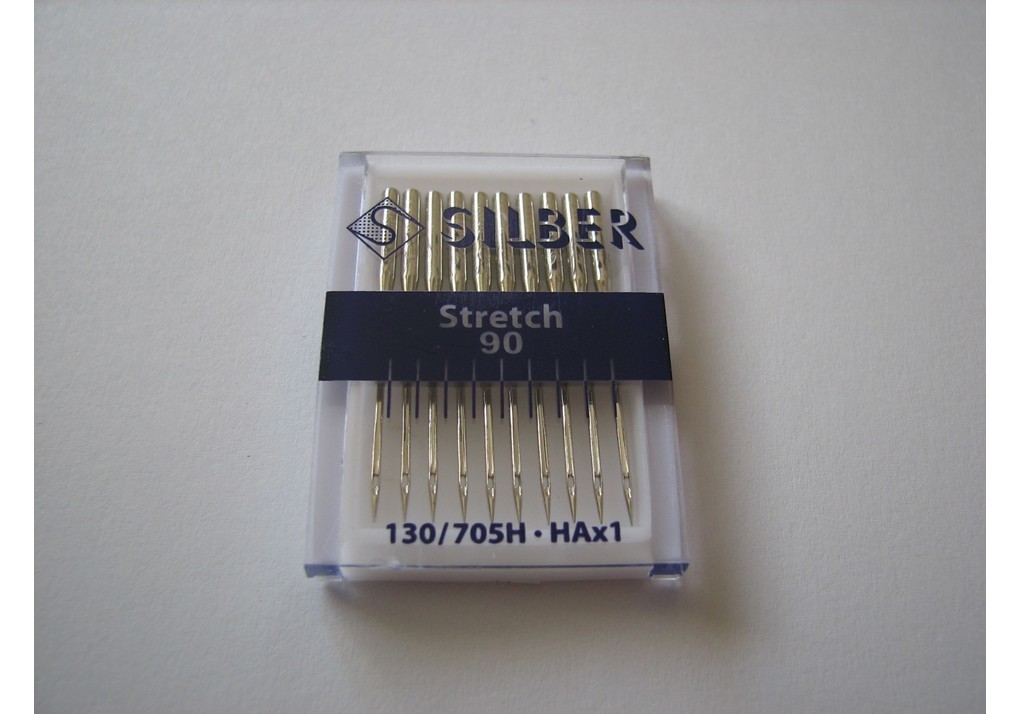 S SILBER
Stretch
90
130/705H • HAx1